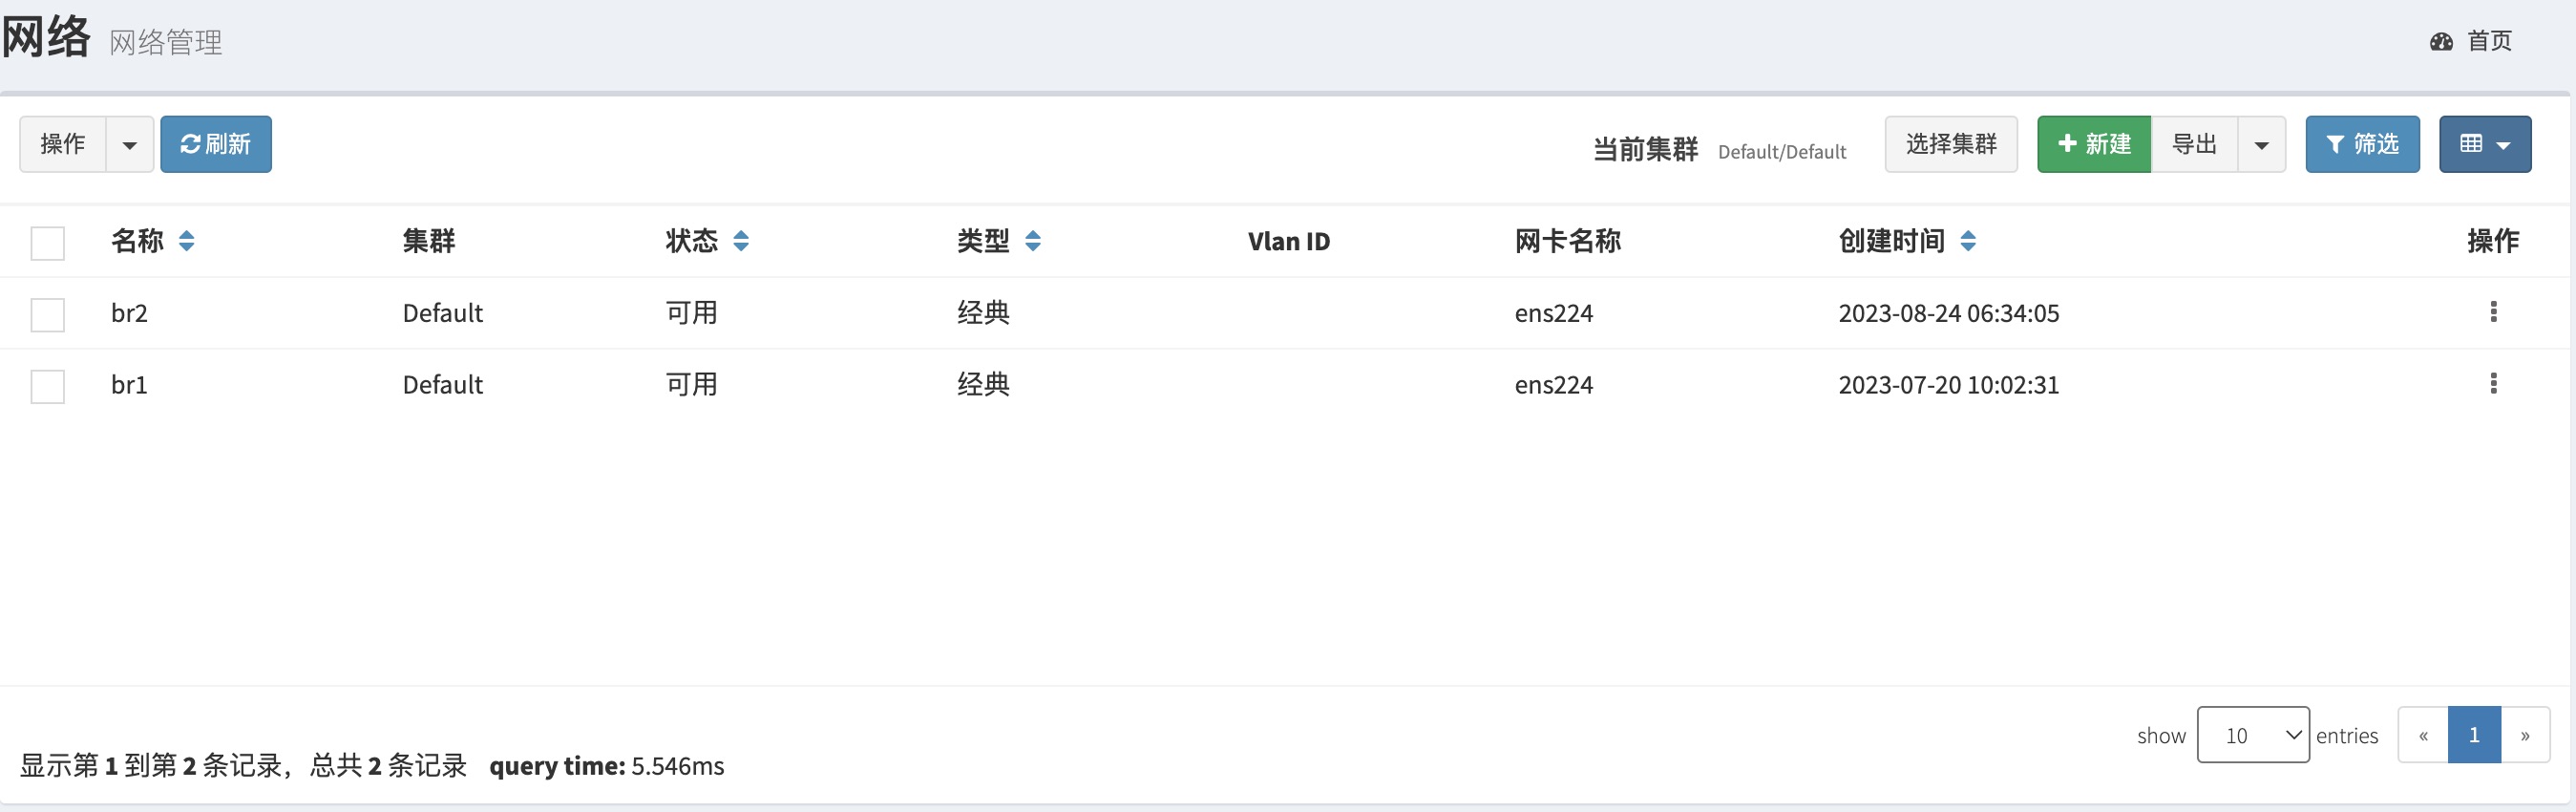 网络 网络管理 首页
操作 刷新 当前集群 Default/Default 选择集群 新建 导出 筛选
名称 集群 状态 类型 Vlan ID 网卡名称 创建时间 操作
br2 Default 可用 经典 ens224 2023-08-24 06:34:05
br1 Default 可用 经典 ens224 2023-07-20 10:02:31
show 10 entries « 1 »
显示第 1 到第 2 条记录，总共 2 条记录 query time: 5.546ms